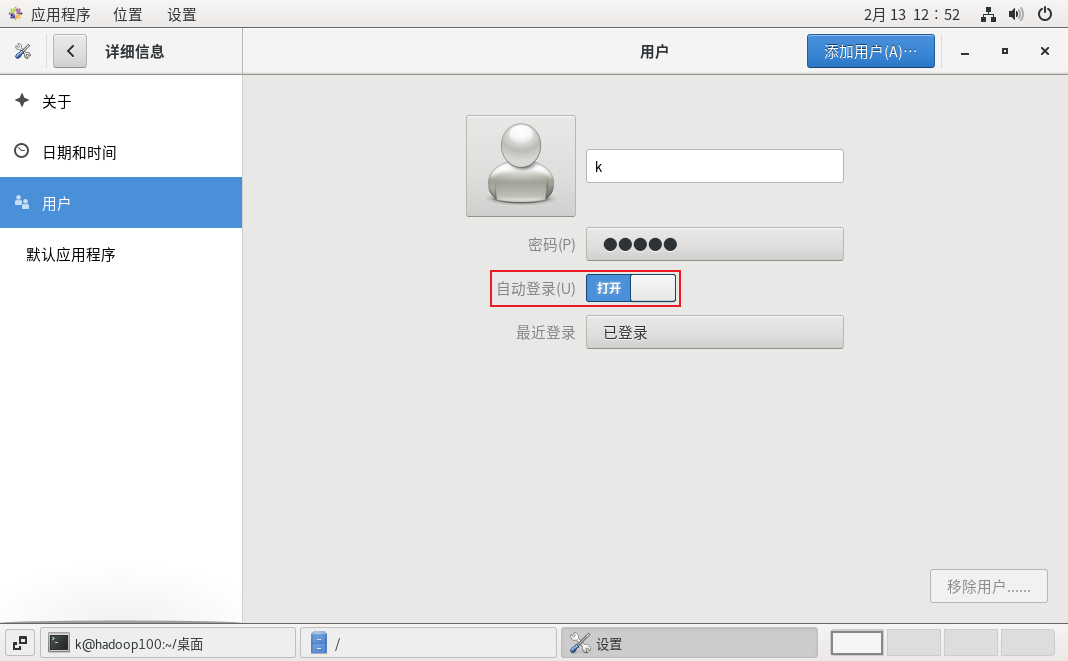 应用程序 位置 设置 2月 13 12：52
详细信息 用户 添加用户(A)…
关于
日期和时间
用户
默认应用程序
k
密码(P) ●●●●●
自动登录(U) 打开
最近登录 已登录
移除用户......
k@hadoop100:~/桌面 / 设置